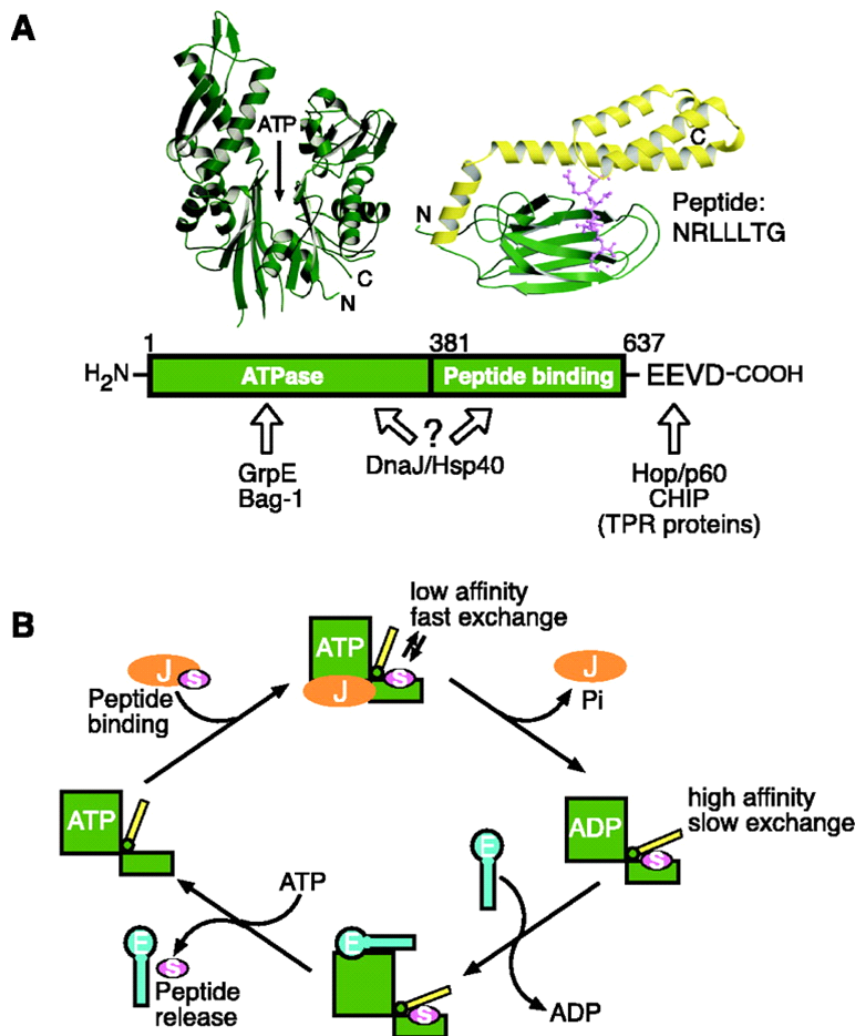 A
ATP
C
N
C
N
Peptide:
NRLLLTG
1 381 637
H2N ATPase Peptide binding EEVD-COOH
GrpE
Bag-1
?
DnaJ/Hsp40
Hop/p60
CHIP
(TPR proteins)
B
low affinity
fast exchange
J
S
Peptide
binding
ATP
J
S
J
Pi
ATP
ADP
S
high affinity
slow exchange
E
ATP
E
S
Peptide
release
E
S
ADP